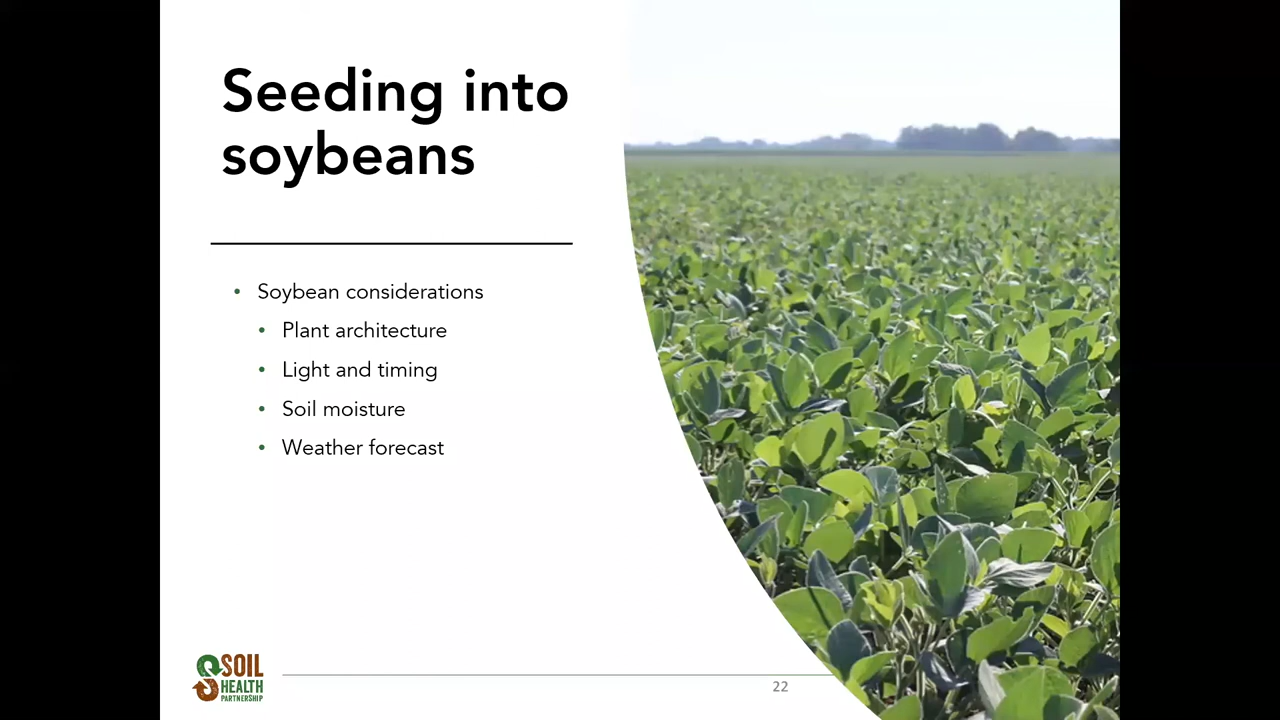 Seeding into
soybeans
• Soybean considerations
• Plant architecture
• Light and timing
• Soil moisture
• Weather forecast
SOIL
HEALTH
PARTNERSHIP
22